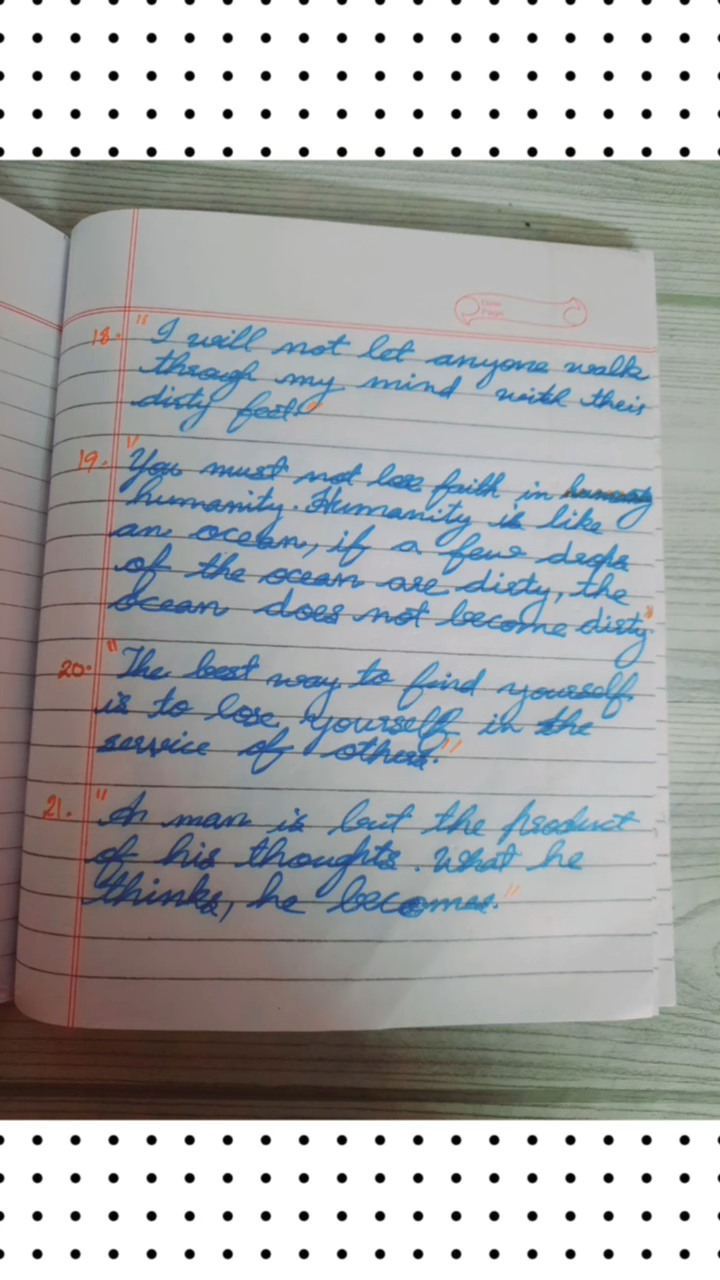 Date
Page
18. "I will not let anyone walk
through my mind with their
dirty feet"
19. "You must not lose faith in
humanity. Humanity is like
an ocean, if a few drops
of the ocean are dirty, the
ocean does not become dirty"
20. "The best way to find yourself
is to lose yourself in the
service of others."
21. "A man is but the product
of his thoughts. What he
thinks, he becomes."